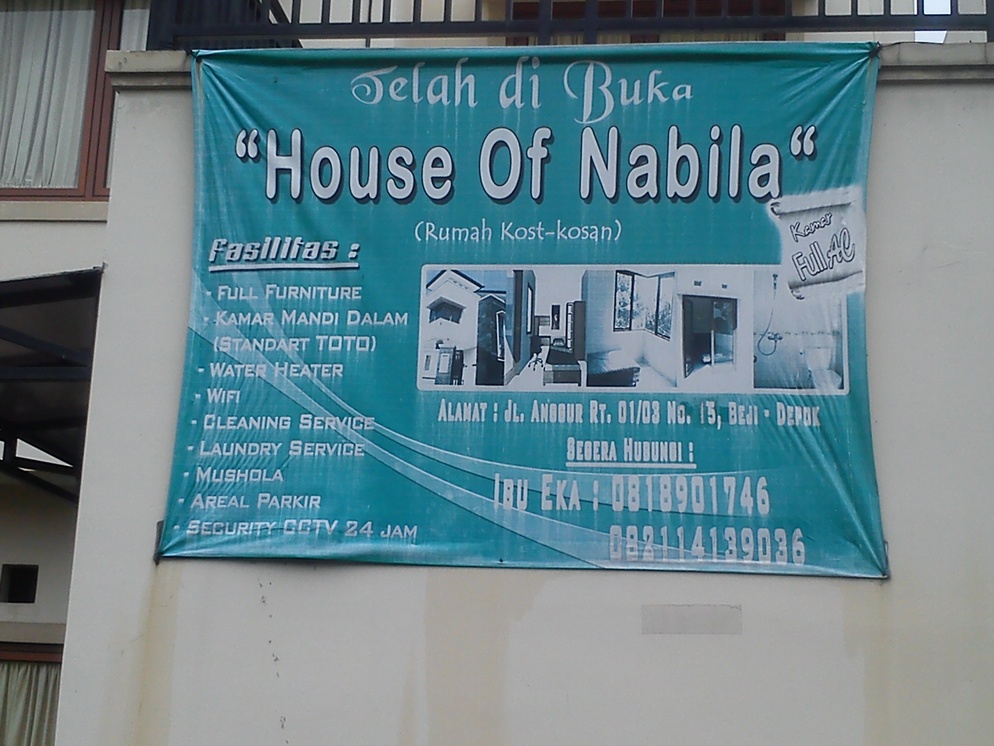 Telah di Buka
“House Of Nabila“
(Rumah Kost-kosan)
Kamar
Full AC
Fasilitas :
- Full Furniture
- Kamar Mandi Dalam
(Standart TOTO)
- Water Heater
- Wifi
- Cleaning Service
- Laundry Service
- Mushola
- Areal Parkir
- Security CCTV 24 jam
Alamat : Jl. Anggur Rt. 01/03 No. 15, Beji - Depok
Segera Hubungi :
Ibu Eka : 0818901746
082114139036